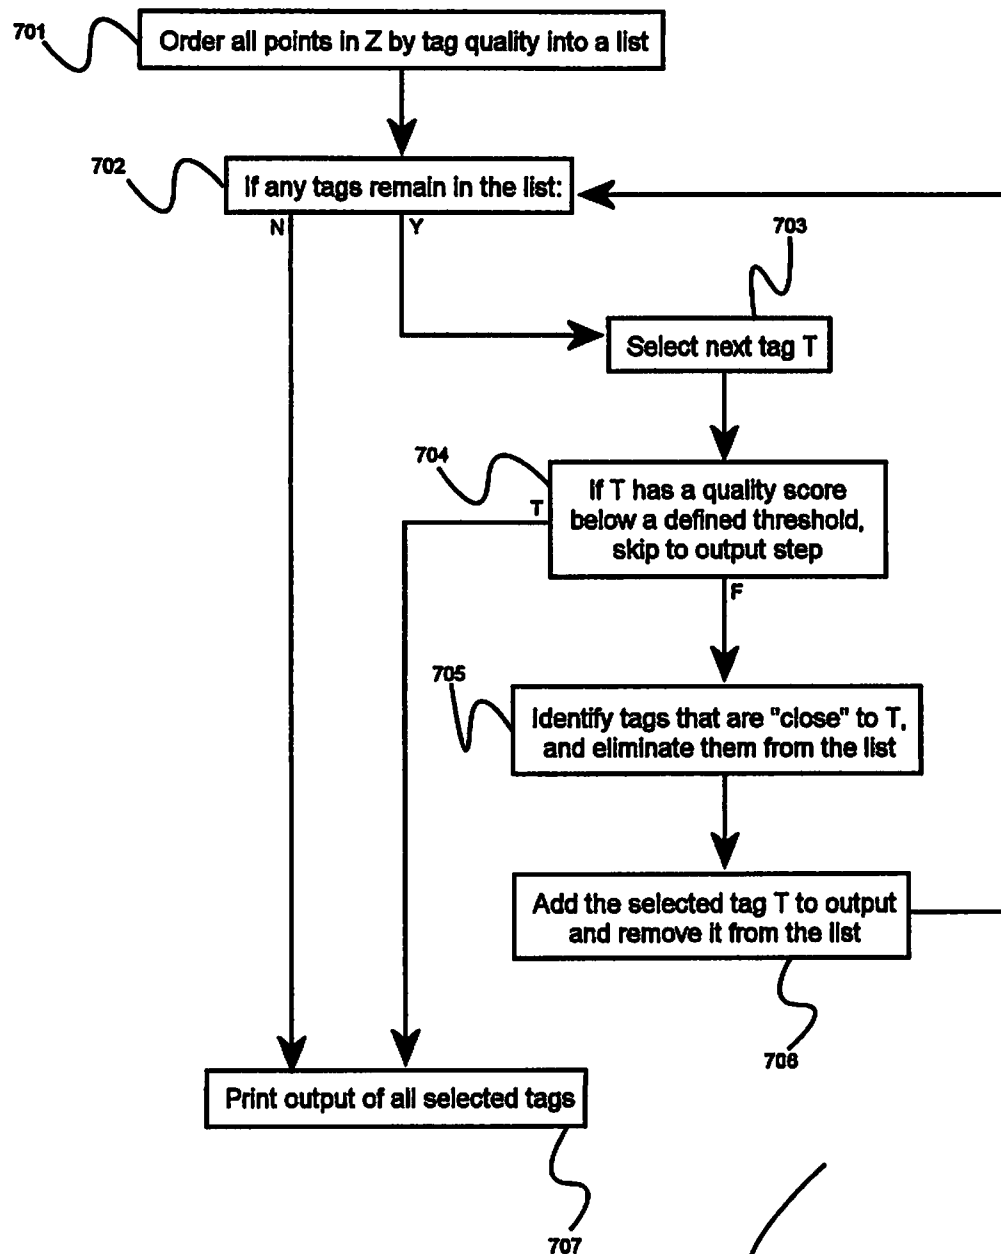 701
Order all points in Z by tag quality into a list
702
If any tags remain in the list:
N
Y
703
Select next tag T
704
T
If T has a quality score
below a defined threshold,
skip to output step
F
705
Identify tags that are "close" to T,
and eliminate them from the list
Add the selected tag T to output
and remove it from the list
706
Print output of all selected tags
707